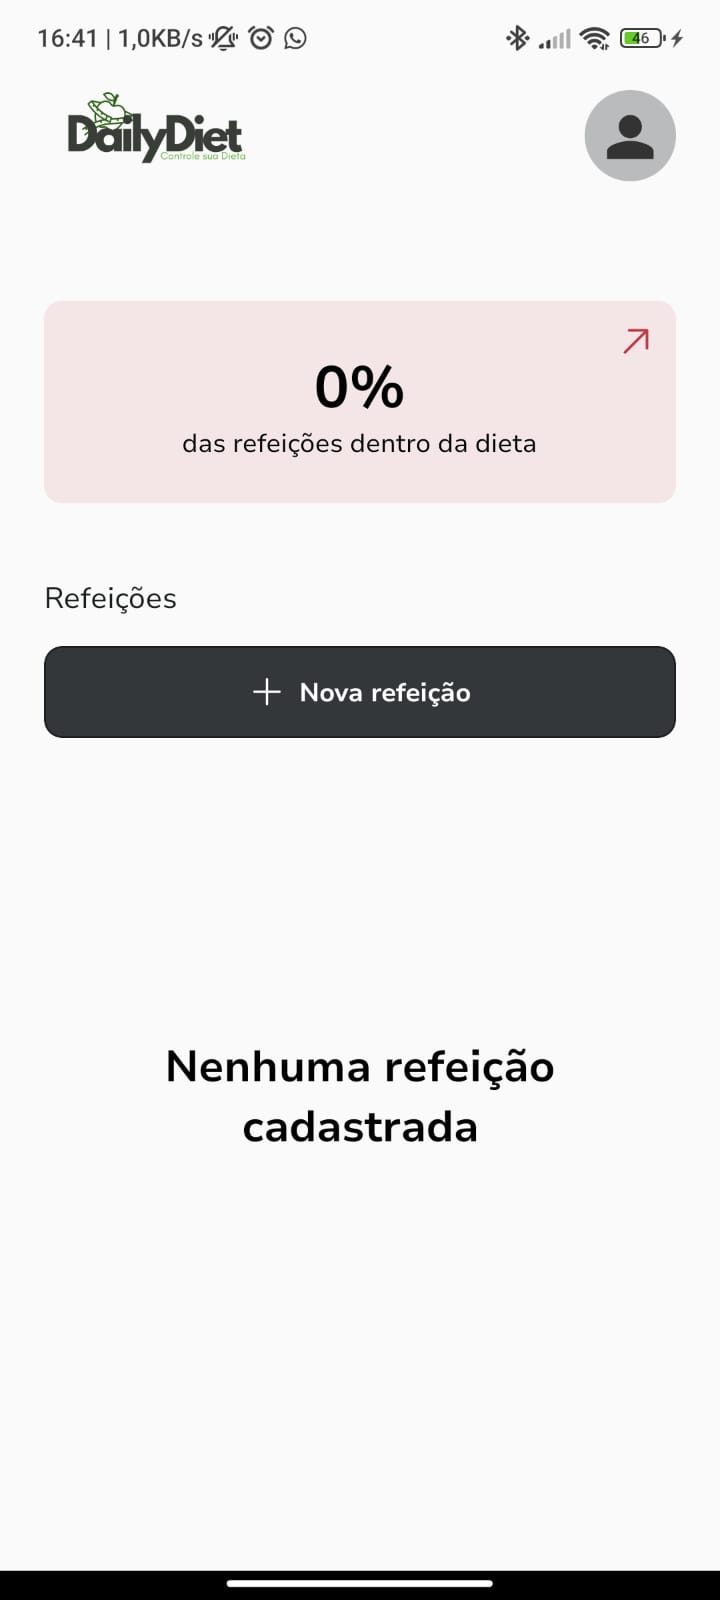 16:41 | 1,0KB/s
46
DailyDiet
Controle sua Dieta
0%
das refeições dentro da dieta
Refeições
Nova refeição
Nenhuma refeição
cadastrada